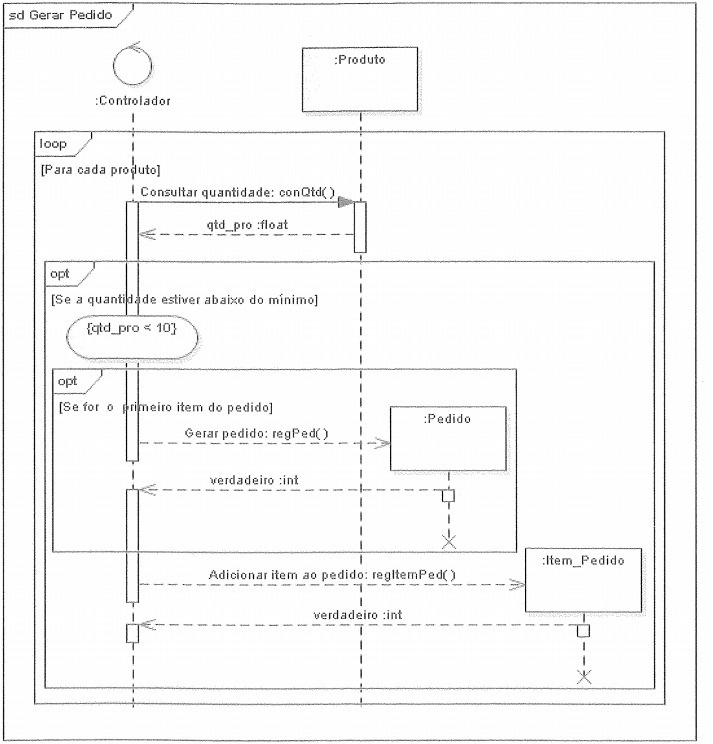 sd Gerar Pedido
:Produto
:Controlador
loop
[Para cada produto]
Consultar quantidade: conQtd( )
qtd_pro :float
opt
[Se a quantidade estiver abaixo do mínimo]
{qtd_pro < 10}
opt
[Se for o primeiro item do pedido]
:Pedido
Gerar pedido: regPed( )
verdadeiro :int
:Item_Pedido
Adicionar item ao pedido: regItemPed( )
verdadeiro :int